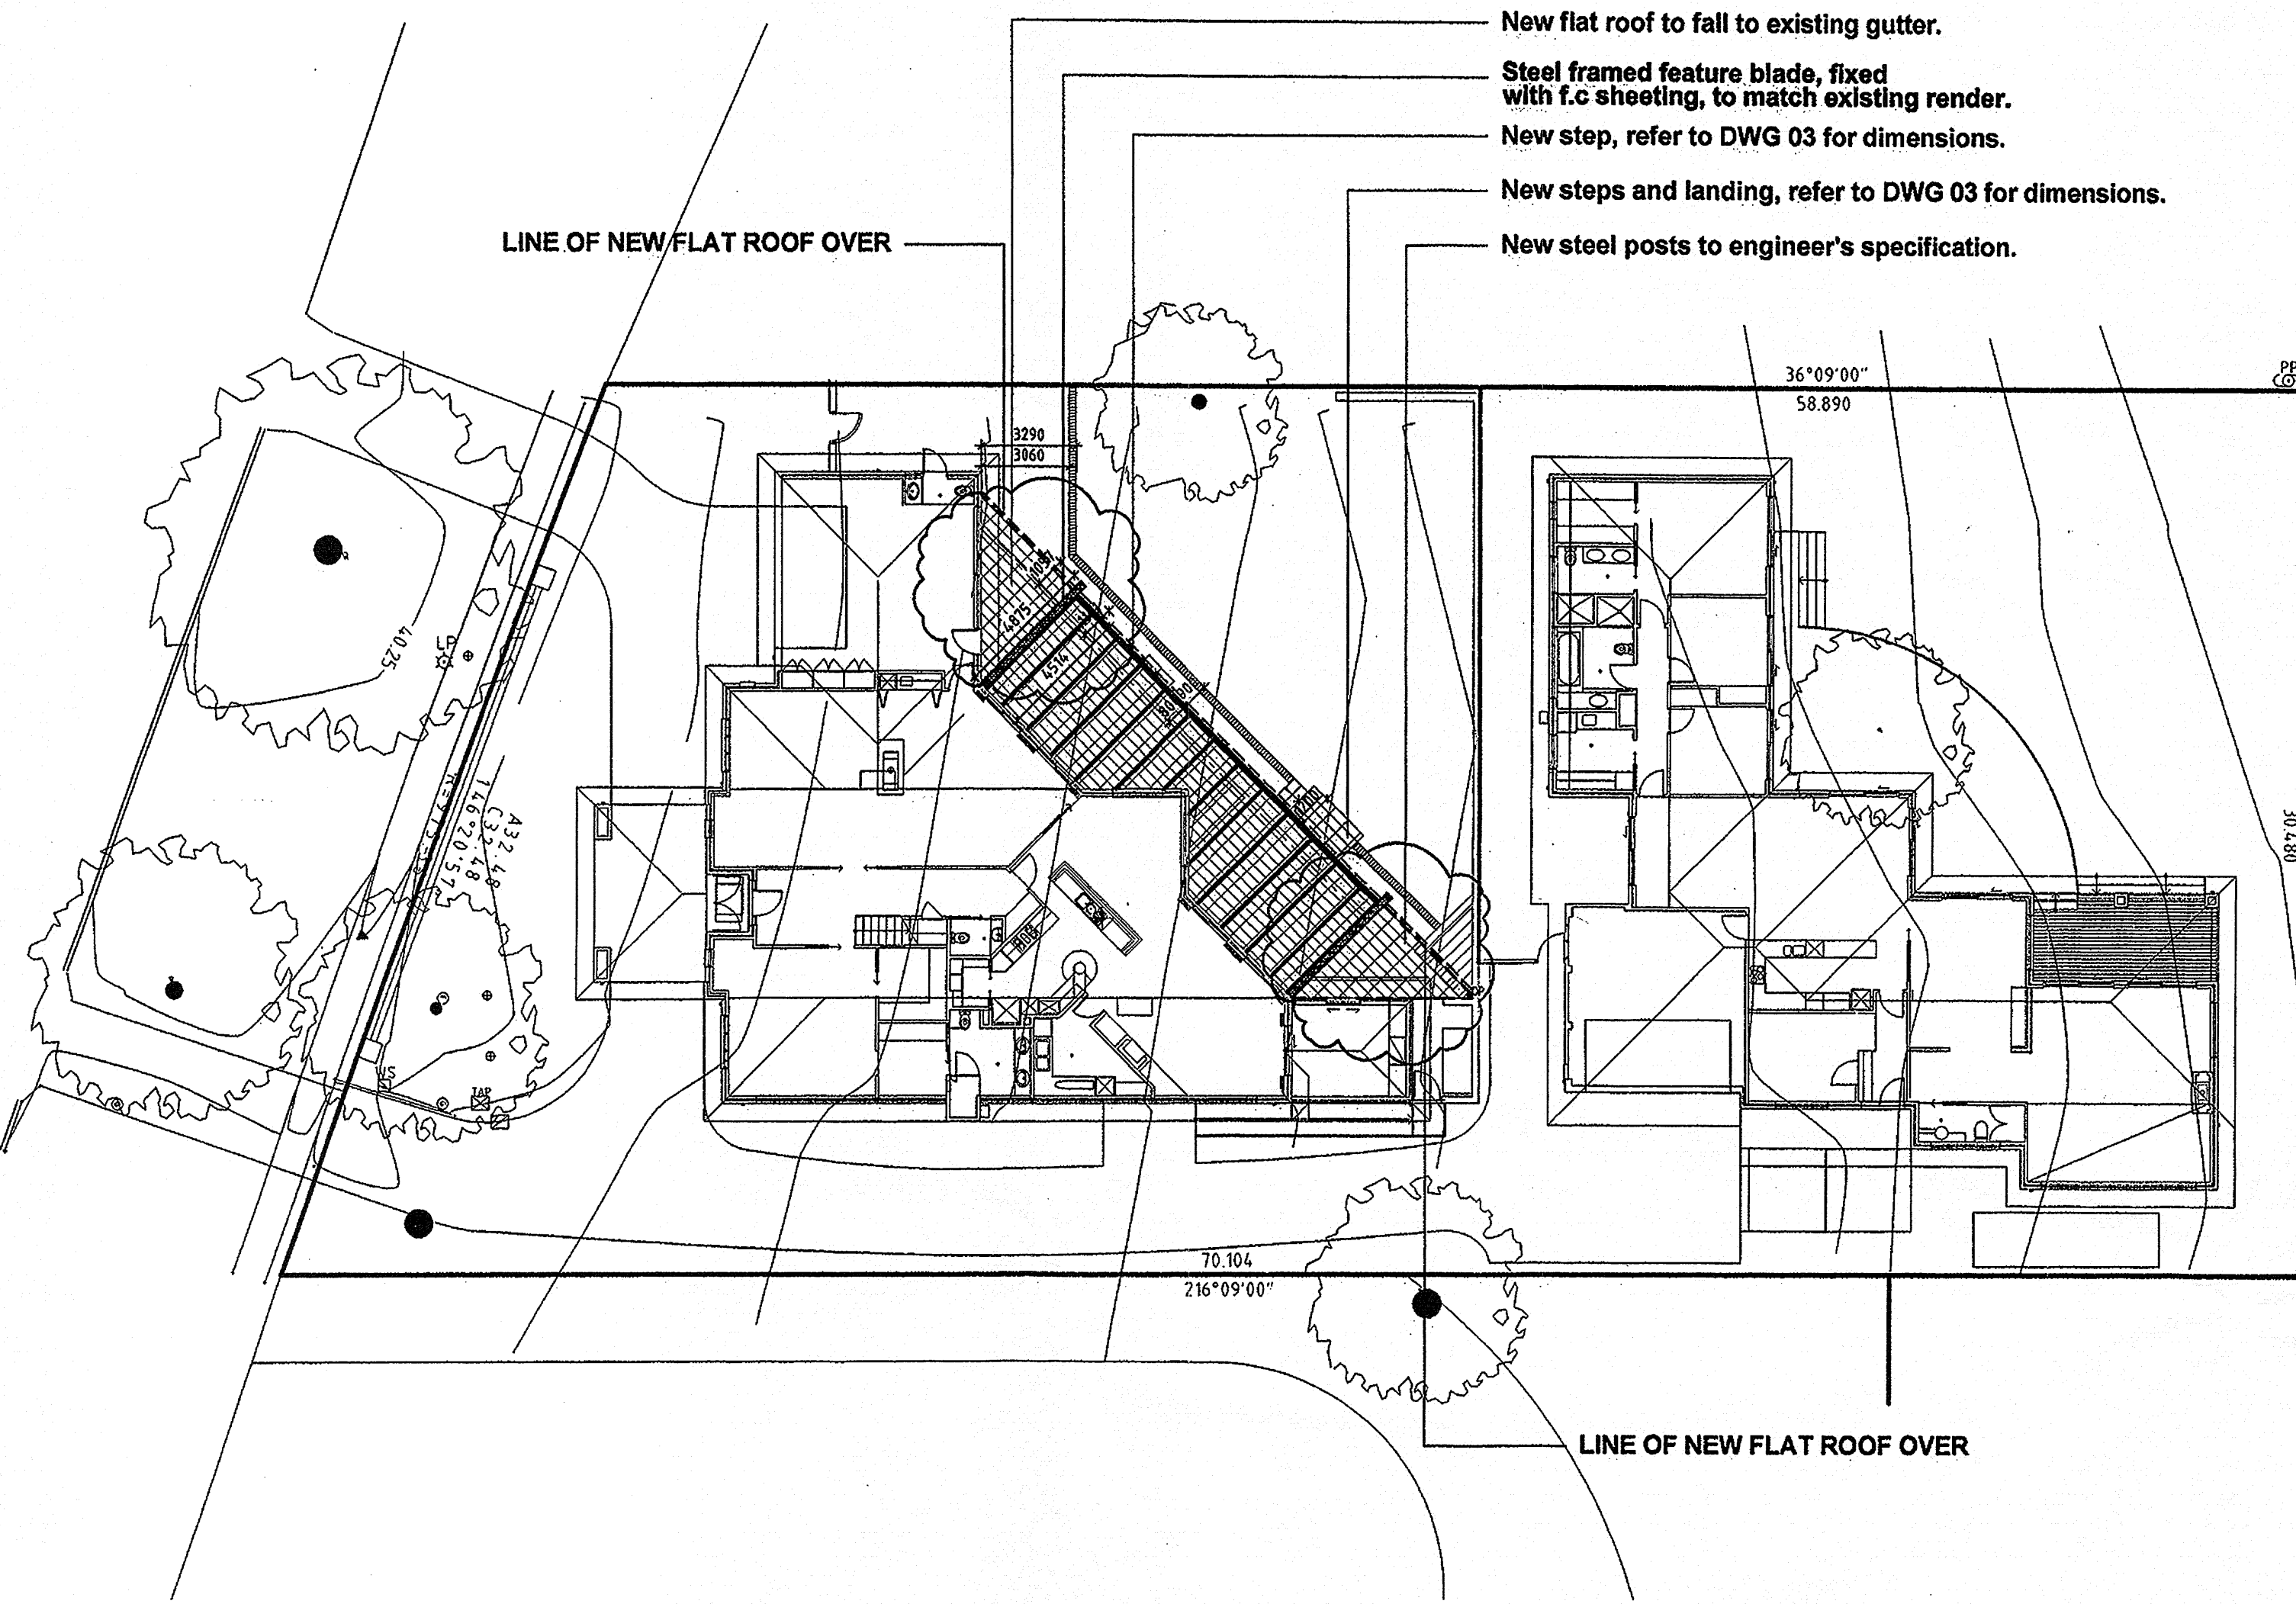 New flat roof to fall to existing gutter.
Steel framed feature blade, fixed
with f.c sheeting, to match existing render.
New step, refer to DWG 03 for dimensions.
New steps and landing, refer to DWG 03 for dimensions.
LINE OF NEW FLAT ROOF OVER
New steel posts to engineer's specification.
36°09'00"
58.890
PP
3290
3060
4875
4514
40.25
LP
A32.48
C32.48
146°20'57"
30.480
VS
TAP
70.104
216°09'00"
LINE OF NEW FLAT ROOF OVER